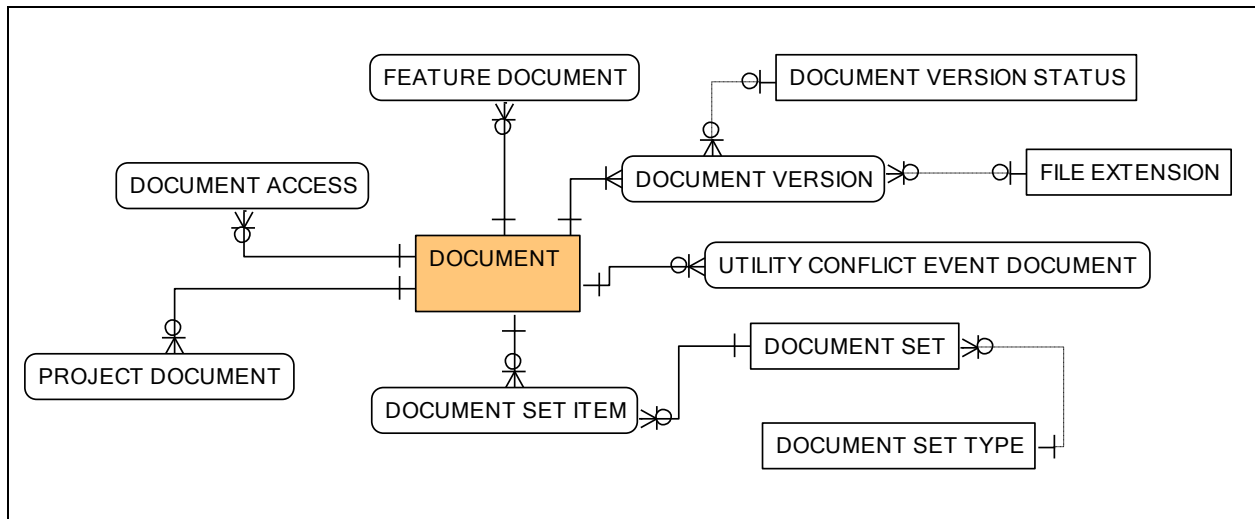 FEATURE DOCUMENT
DOCUMENT VERSION STATUS
DOCUMENT ACCESS
DOCUMENT VERSION
FILE EXTENSION
DOCUMENT
UTILITY CONFLICT EVENT DOCUMENT
DOCUMENT SET
PROJECT DOCUMENT
DOCUMENT SET ITEM
DOCUMENT SET TYPE